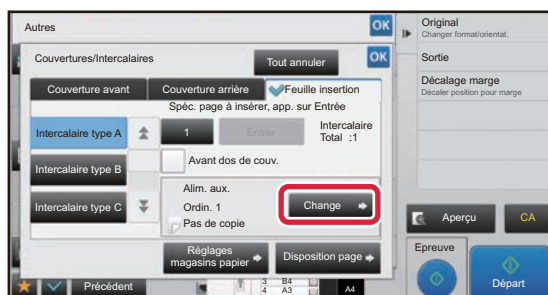 Autres
OK
Couvertures/Intercalaires
Tout annuler
OK
Couverture avant
Couverture arrière
Feuille insertion
Spéc. page à insérer, app. sur Entrée
Intercalaire type A
1
Entrer
Intercalaire
Total :1
Intercalaire type B
Avant dos de couv.
Intercalaire type C
Alim. aux.
Ordin. 1
Pas de copie
Change
Réglages
magasins papier
Disposition page
Précédent
3 B4
4 A3
A4
Original
Changer format/orientat.
Sortie
Décalage marge
Décaler position pour marge
Aperçu
CA
Epreuve
Départ